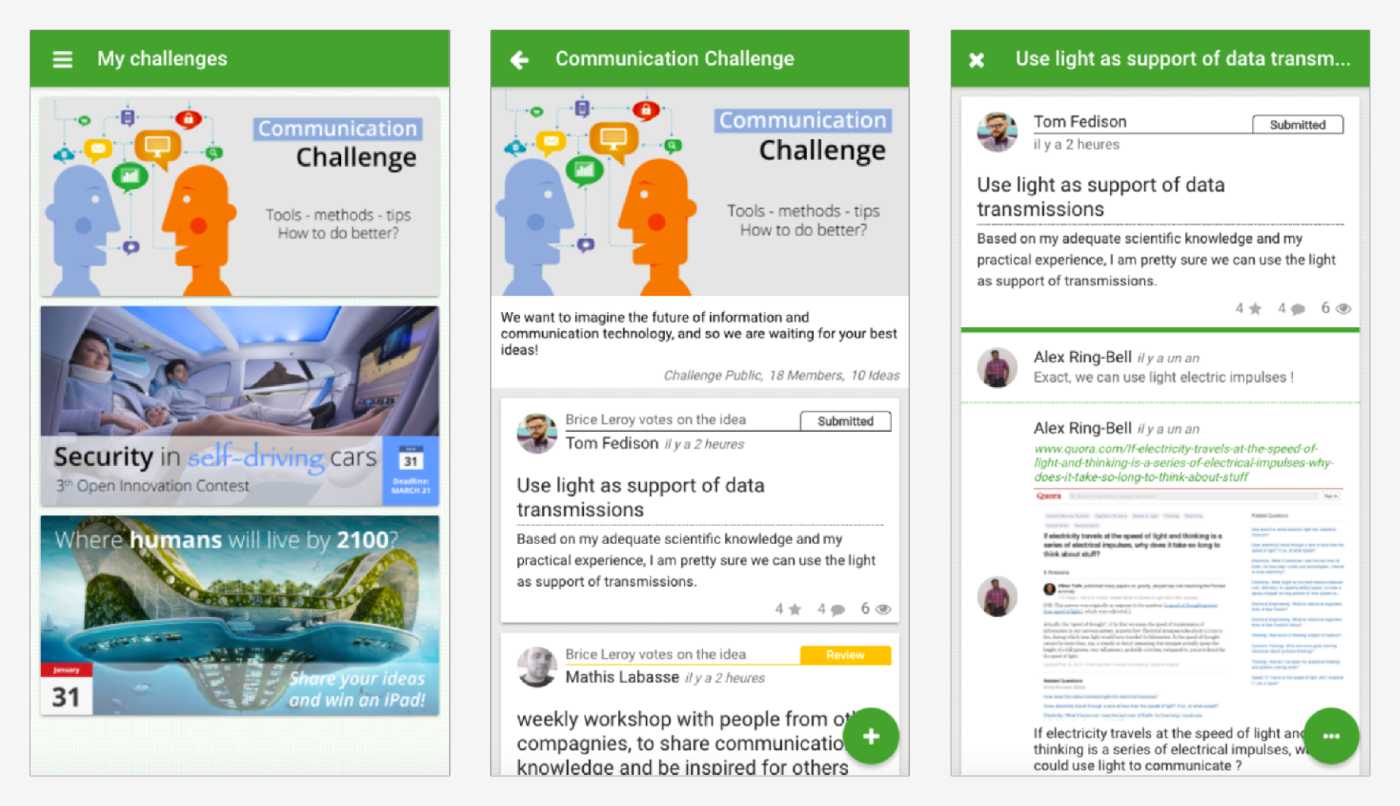 My challenges
Communication
Challenge
Tools - methods - tips
How to do better?
Security in self-driving cars
3th Open Innovation Contest
31
Deadline:
MARCH 21
Where humans will live by 2100?
January
31
Share your ideas
and win an iPad!
Communication Challenge
Communication
Challenge
Tools - methods - tips
How to do better?
We want to imagine the future of information and
communication technology, and so we are waiting for your best
ideas!
Challenge Public, 18 Members, 10 Ideas
Brice Leroy votes on the idea
Submitted
Tom Fedison il y a 2 heures
Use light as support of data
transmissions
Based on my adequate scientific knowledge and my
practical experience, I am pretty sure we can use the light
as support of transmissions.
4 4 6
Brice Leroy votes on the idea
Review
Mathis Labasse il y a 2 heures
weekly workshop with people from
compagnies, to share communicatio
knowledge and be inspired for others
Use light as support of data transm...
Tom Fedison
Submitted
il y a 2 heures
Use light as support of data
transmissions
Based on my adequate scientific knowledge and my
practical experience, I am pretty sure we can use the light
as support of transmissions.
4 4 6
Alex Ring-Bell il y a un an
Exact, we can use light electric impulses !
Alex Ring-Bell il y a un an
www.quora.com/If-electricity-travels-at-the-speed-of-
light-and-thinking-is-a-series-of-electrical-impulses-why-
does-it-take-so-long-to-think-about-stuff
Quora
If electricity travels at the speed of light and thinking is a
series of electrical impulses, why does it take so long to
think about stuff?
Related Questions
If electricity travels at the speed of light and
thinking is a series of electrical impulses,
could use light to communicate ?